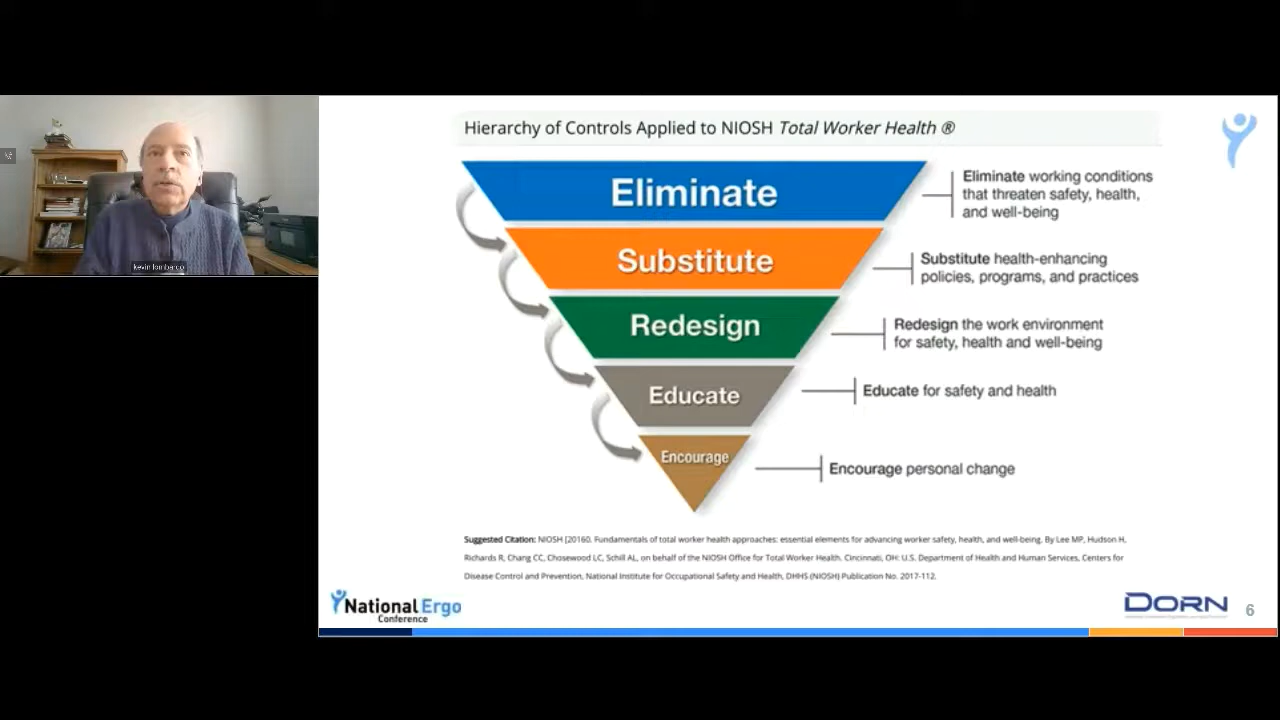 kevin lombardo
Hierarchy of Controls Applied to NIOSH Total Worker Health ®
Eliminate
Eliminate working conditions
that threaten safety, health,
and well-being
Substitute
Substitute health-enhancing
policies, programs, and practices
Redesign
Redesign the work environment
for safety, health and well-being
Educate
Educate for safety and health
Encourage
Encourage personal change
Suggested Citation: NIOSH [2016]. Fundamentals of total worker health approaches: essential elements for advancing worker safety, health, and well-being. By Lee MP, Hudson H,
Richards R, Chang CC, Chosewood LC, Schill AL, on behalf of the NIOSH Office for Total Worker Health. Cincinnati, OH: U.S. Department of Health and Human Services, Centers for
Disease Control and Prevention, National Institute for Occupational Safety and Health, DHHS (NIOSH) Publication No. 2017-112.
National Ergo
Conference
DORN
6